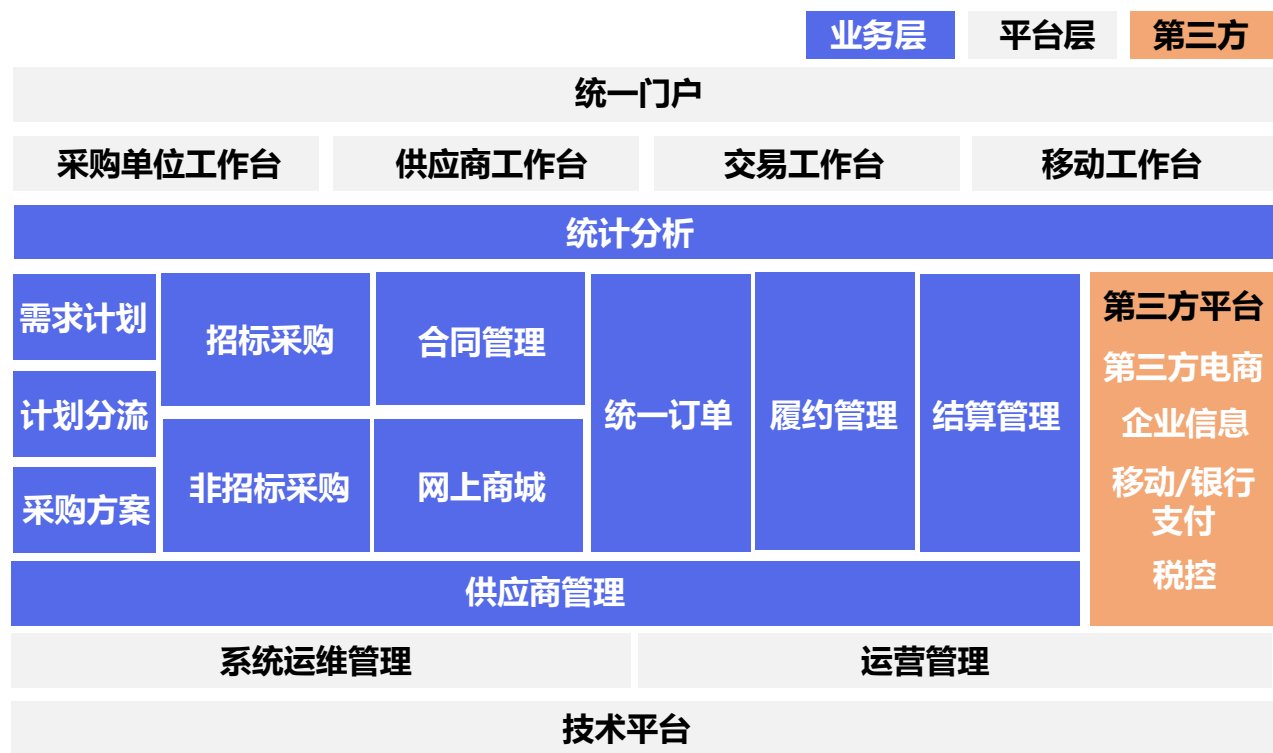 业务层
平台层
第三方
统一门户
采购单位工作台
供应商工作台
交易工作台
移动工作台
统计分析
需求计划
计划分流
采购方案
招标采购
非招标采购
合同管理
网上商城
统一订单
履约管理
结算管理
第三方平台
第三方电商
企业信息
移动/银行
支付
税控
供应商管理
系统运维管理
运营管理
技术平台